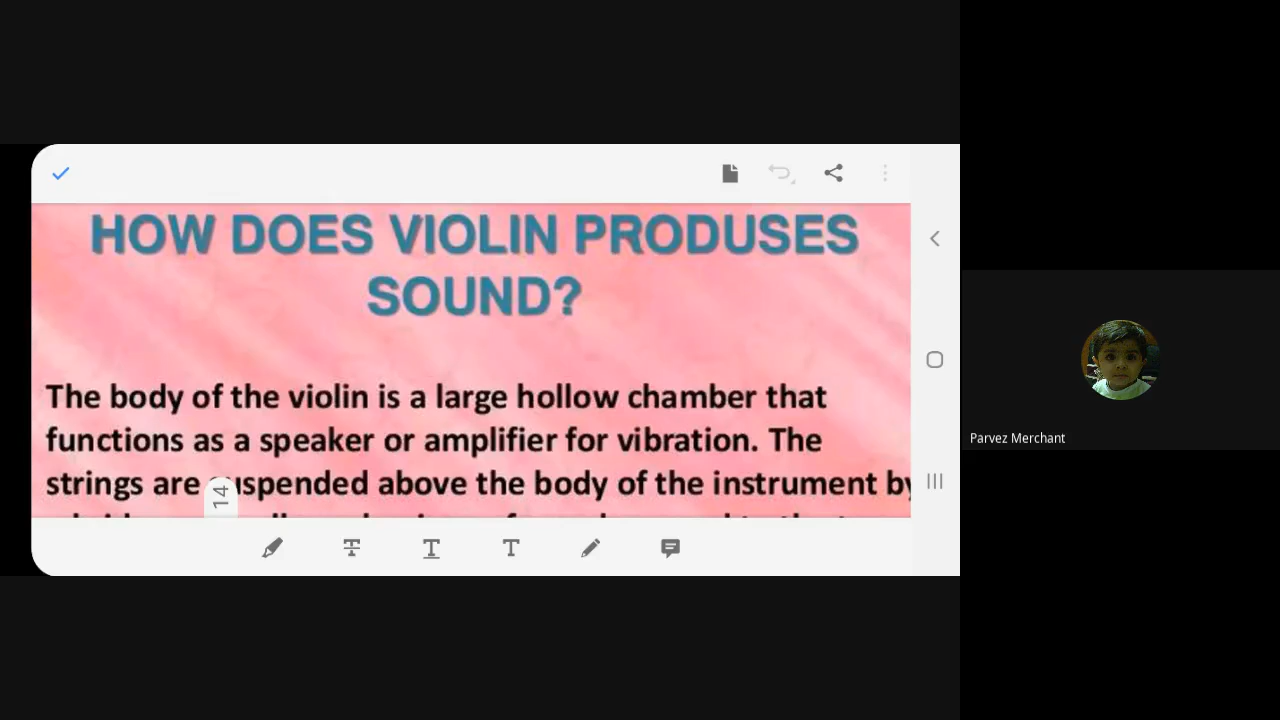 HOW DOES VIOLIN PRODUSES
SOUND?
The body of the violin is a large hollow chamber that
functions as a speaker or amplifier for vibration. The
strings are suspended above the body of the instrument by
14
Parvez Merchant